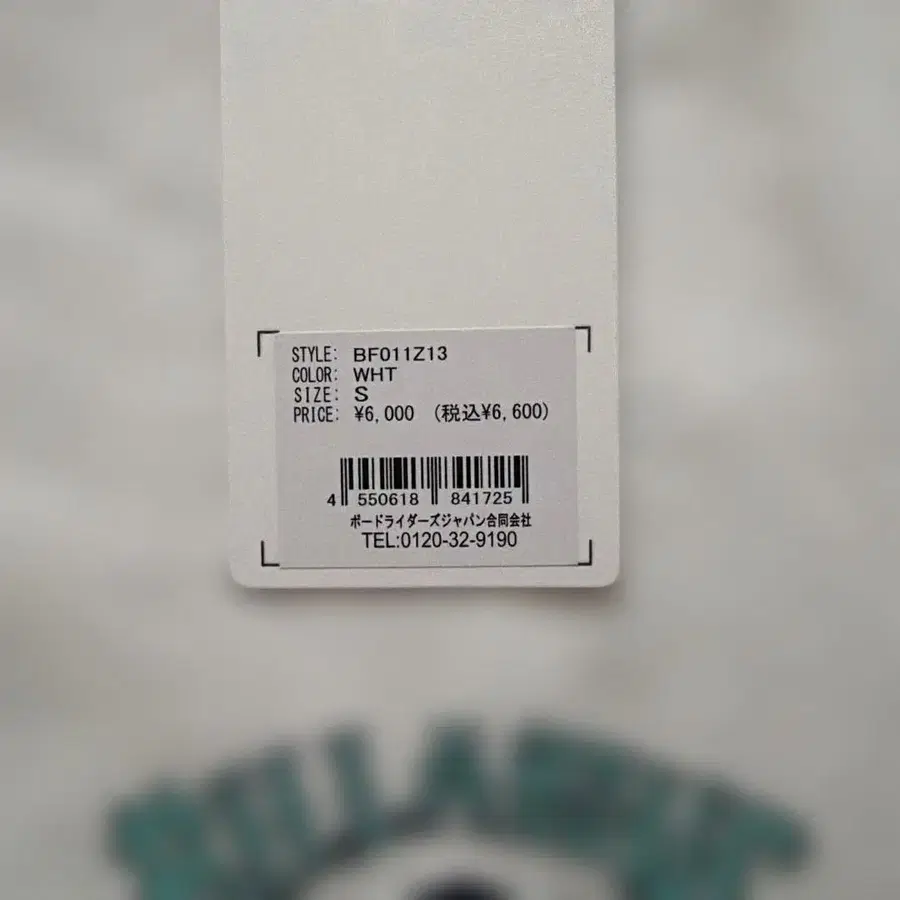 STYLE: BF011Z13
COLOR: WHT
SIZE: S
PRICE: ¥6,000 (税込¥6,600)
4 550618 841725
ボードライダーズジャパン合同会社
TEL:0120-32-9190
BILLABONG